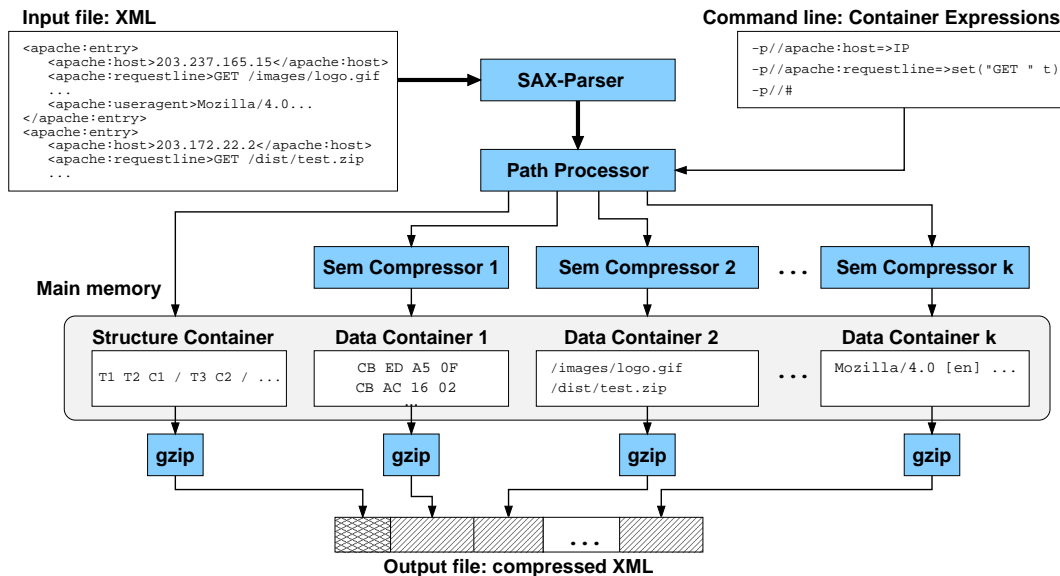 Input file: XML
Command line: Container Expressions
<apache:entry>
<apache:host>203.237.165.15</apache:host>
<apache:requestline>GET /images/logo.gif
...
<apache:useragent>Mozilla/4.0...
</apache:entry>
<apache:entry>
<apache:host>203.172.22.2</apache:host>
<apache:requestline>GET /dist/test.zip
...
-p//apache:host=>IP
-p//apache:requestline=>set("GET " t)
-p//#
SAX-Parser
Path Processor
Sem Compressor 1
Sem Compressor 2
...
Sem Compressor k
Main memory
Structure Container
Data Container 1
Data Container 2
Data Container k
T1 T2 C1 / T3 C2 / ...
CB ED A5 0F
CB AC 16 02
...
/images/logo.gif
/dist/test.zip
...
Mozilla/4.0 [en] ...
gzip
gzip
gzip
gzip
...
Output file: compressed XML